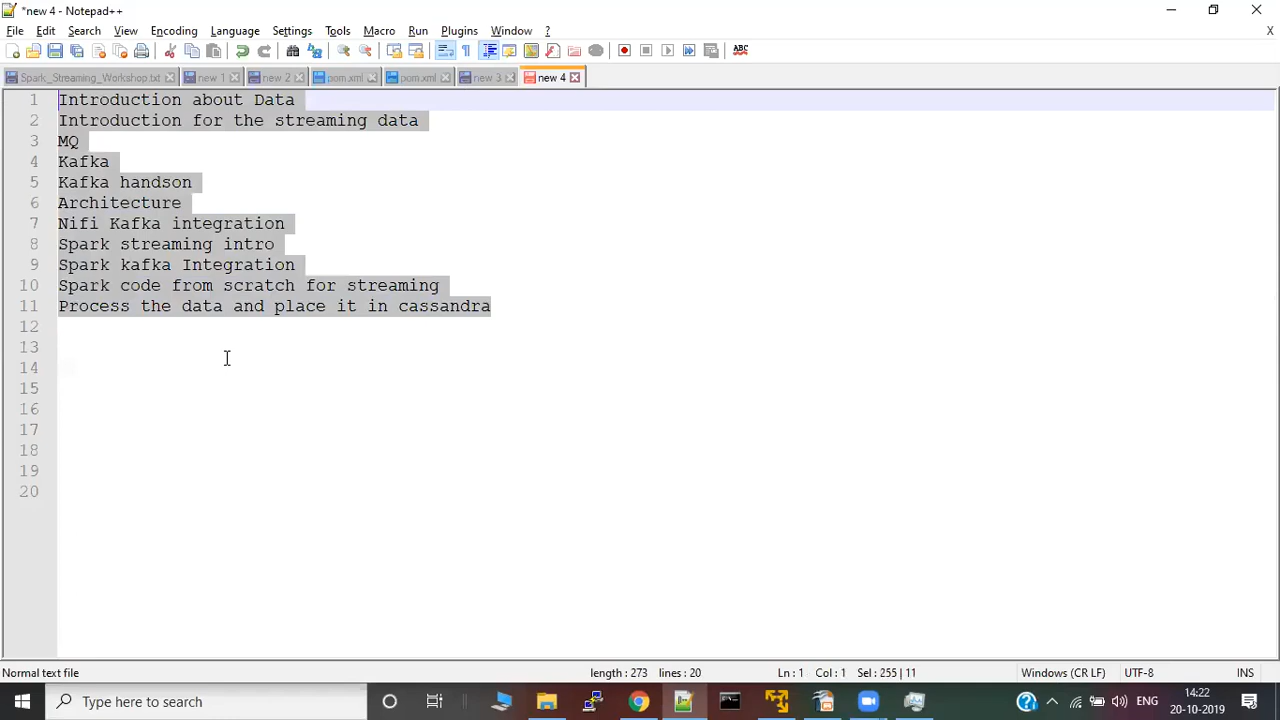 *new 4 - Notepad++
File Edit Search View Encoding Language Settings Tools Macro Run Plugins Window ?
X
ABC
Spark_Streaming_Workshop.txt new 1 new 2 pom.xml pom.xml new 3 new 4
1 Introduction about Data
2 Introduction for the streaming data
3 MQ
4 Kafka
5 Kafka handson
6 Architecture
7 Nifi Kafka integration
8 Spark streaming intro
9 Spark kafka Integration
10 Spark code from scratch for streaming
11 Process the data and place it in cassandra
12
13
14
15
16
17
18
19
20
Normal text file length : 273 lines : 20 Ln : 1 Col : 1 Sel : 255 | 11 Windows (CR LF) UTF-8 INS
Type here to search ENG 14:22
20-10-2019